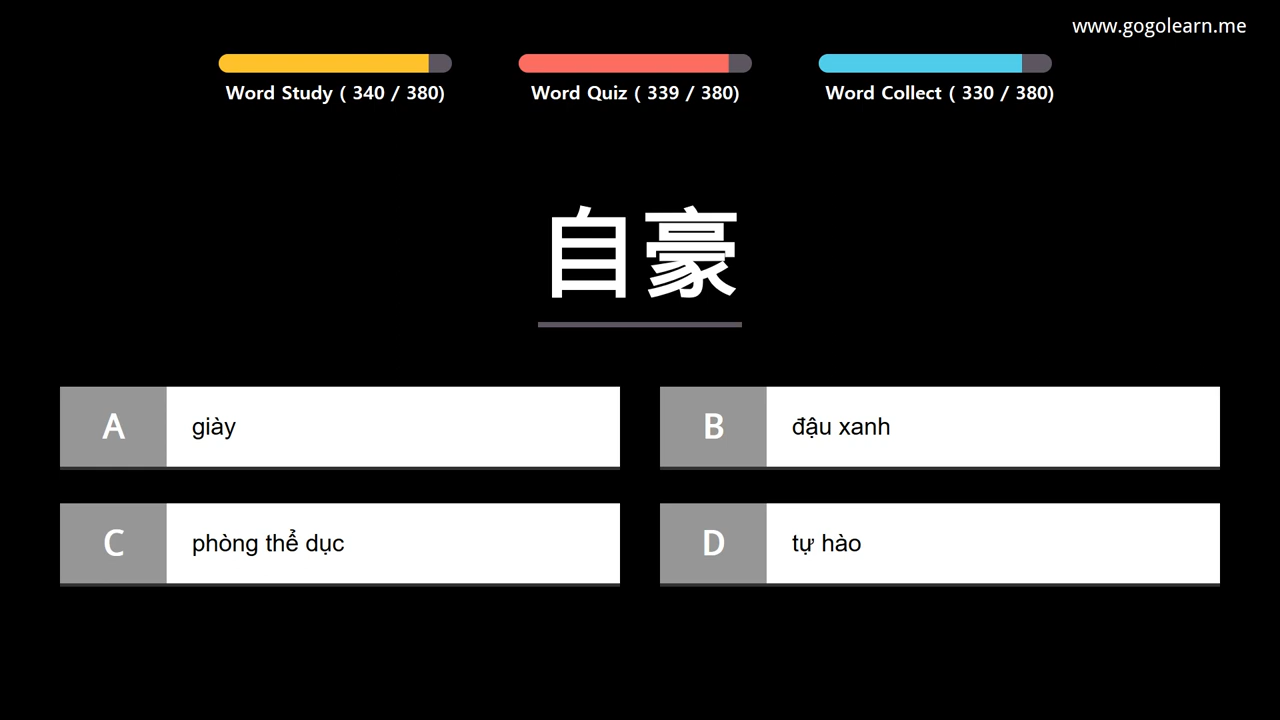 www.gogolearn.me
Word Study ( 340 / 380)
Word Quiz ( 339 / 380)
Word Collect ( 330 / 380)
自豪
A giày
B đậu xanh
C phòng thể dục
D tự hào